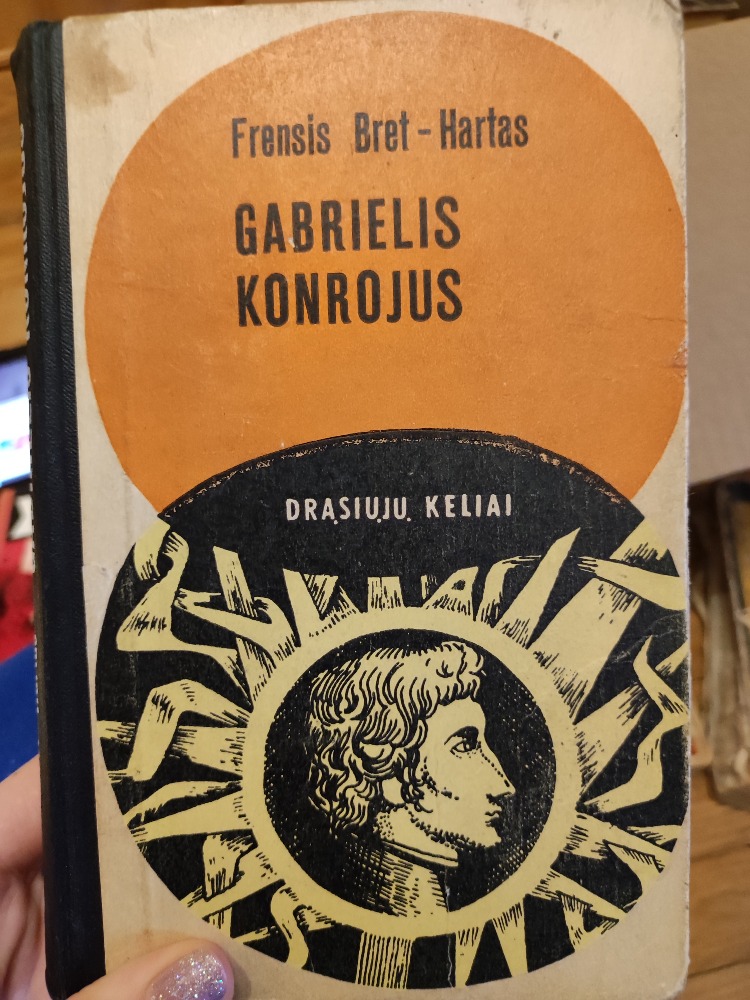 Frensis Bret-Hartas
GABRIELIS
KONROJUS
DRĄSIŲJŲ KELIAI